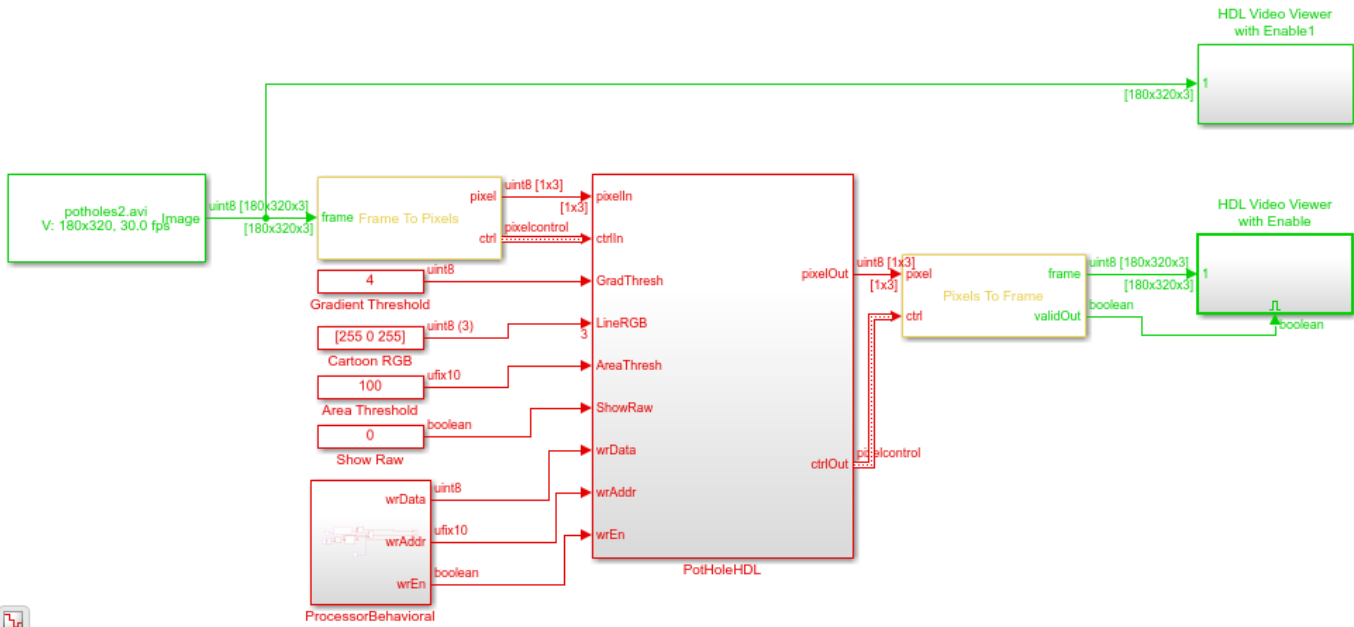 HDL Video Viewer
with Enable1
1
[180x320x3]
potholes2.avi
V: 180x320, 30.0 fps
Image
uint8 [180x320x3]
[180x320x3]
frame
Frame To Pixels
pixel
ctrl
uint8 [1x3]
[1x3]
pixelcontrol
4
uint8
Gradient Threshold
[255 0 255]
uint8 (3)
Cartoon RGB
100
ufix10
Area Threshold
0
boolean
Show Raw
wrData
uint8
wrAddr
ufix10
wrEn
boolean
ProcessorBehavioral
pixelIn
ctrlIn
GradThresh
LineRGB
3
AreaThresh
ShowRaw
wrData
wrAddr
wrEn
pixelOut
ctrlOut
PotHoleHDL
uint8 [1x3]
[1x3]
pixelcontrol
pixel
ctrl
Pixels To Frame
frame
validOut
uint8 [180x320x3]
[180x320x3]
boolean
HDL Video Viewer
with Enable
1
boolean